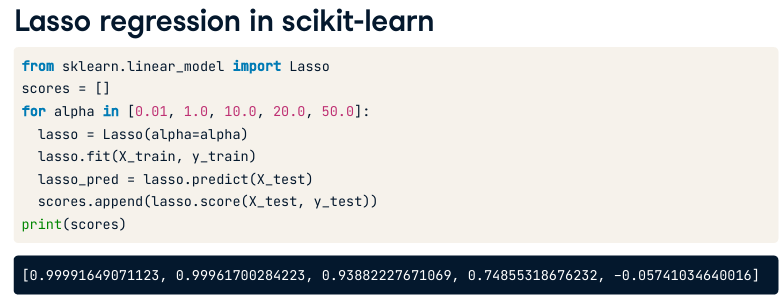 Lasso regression in scikit-learn
from sklearn.linear_model import Lasso
scores = []
for alpha in [0.01, 1.0, 10.0, 20.0, 50.0]:
  lasso = Lasso(alpha=alpha)
  lasso.fit(X_train, y_train)
  lasso_pred = lasso.predict(X_test)
  scores.append(lasso.score(X_test, y_test))
print(scores)
[0.99991649071123, 0.99961700284223, 0.93882227671069, 0.74855318676232, -0.05741034640016]